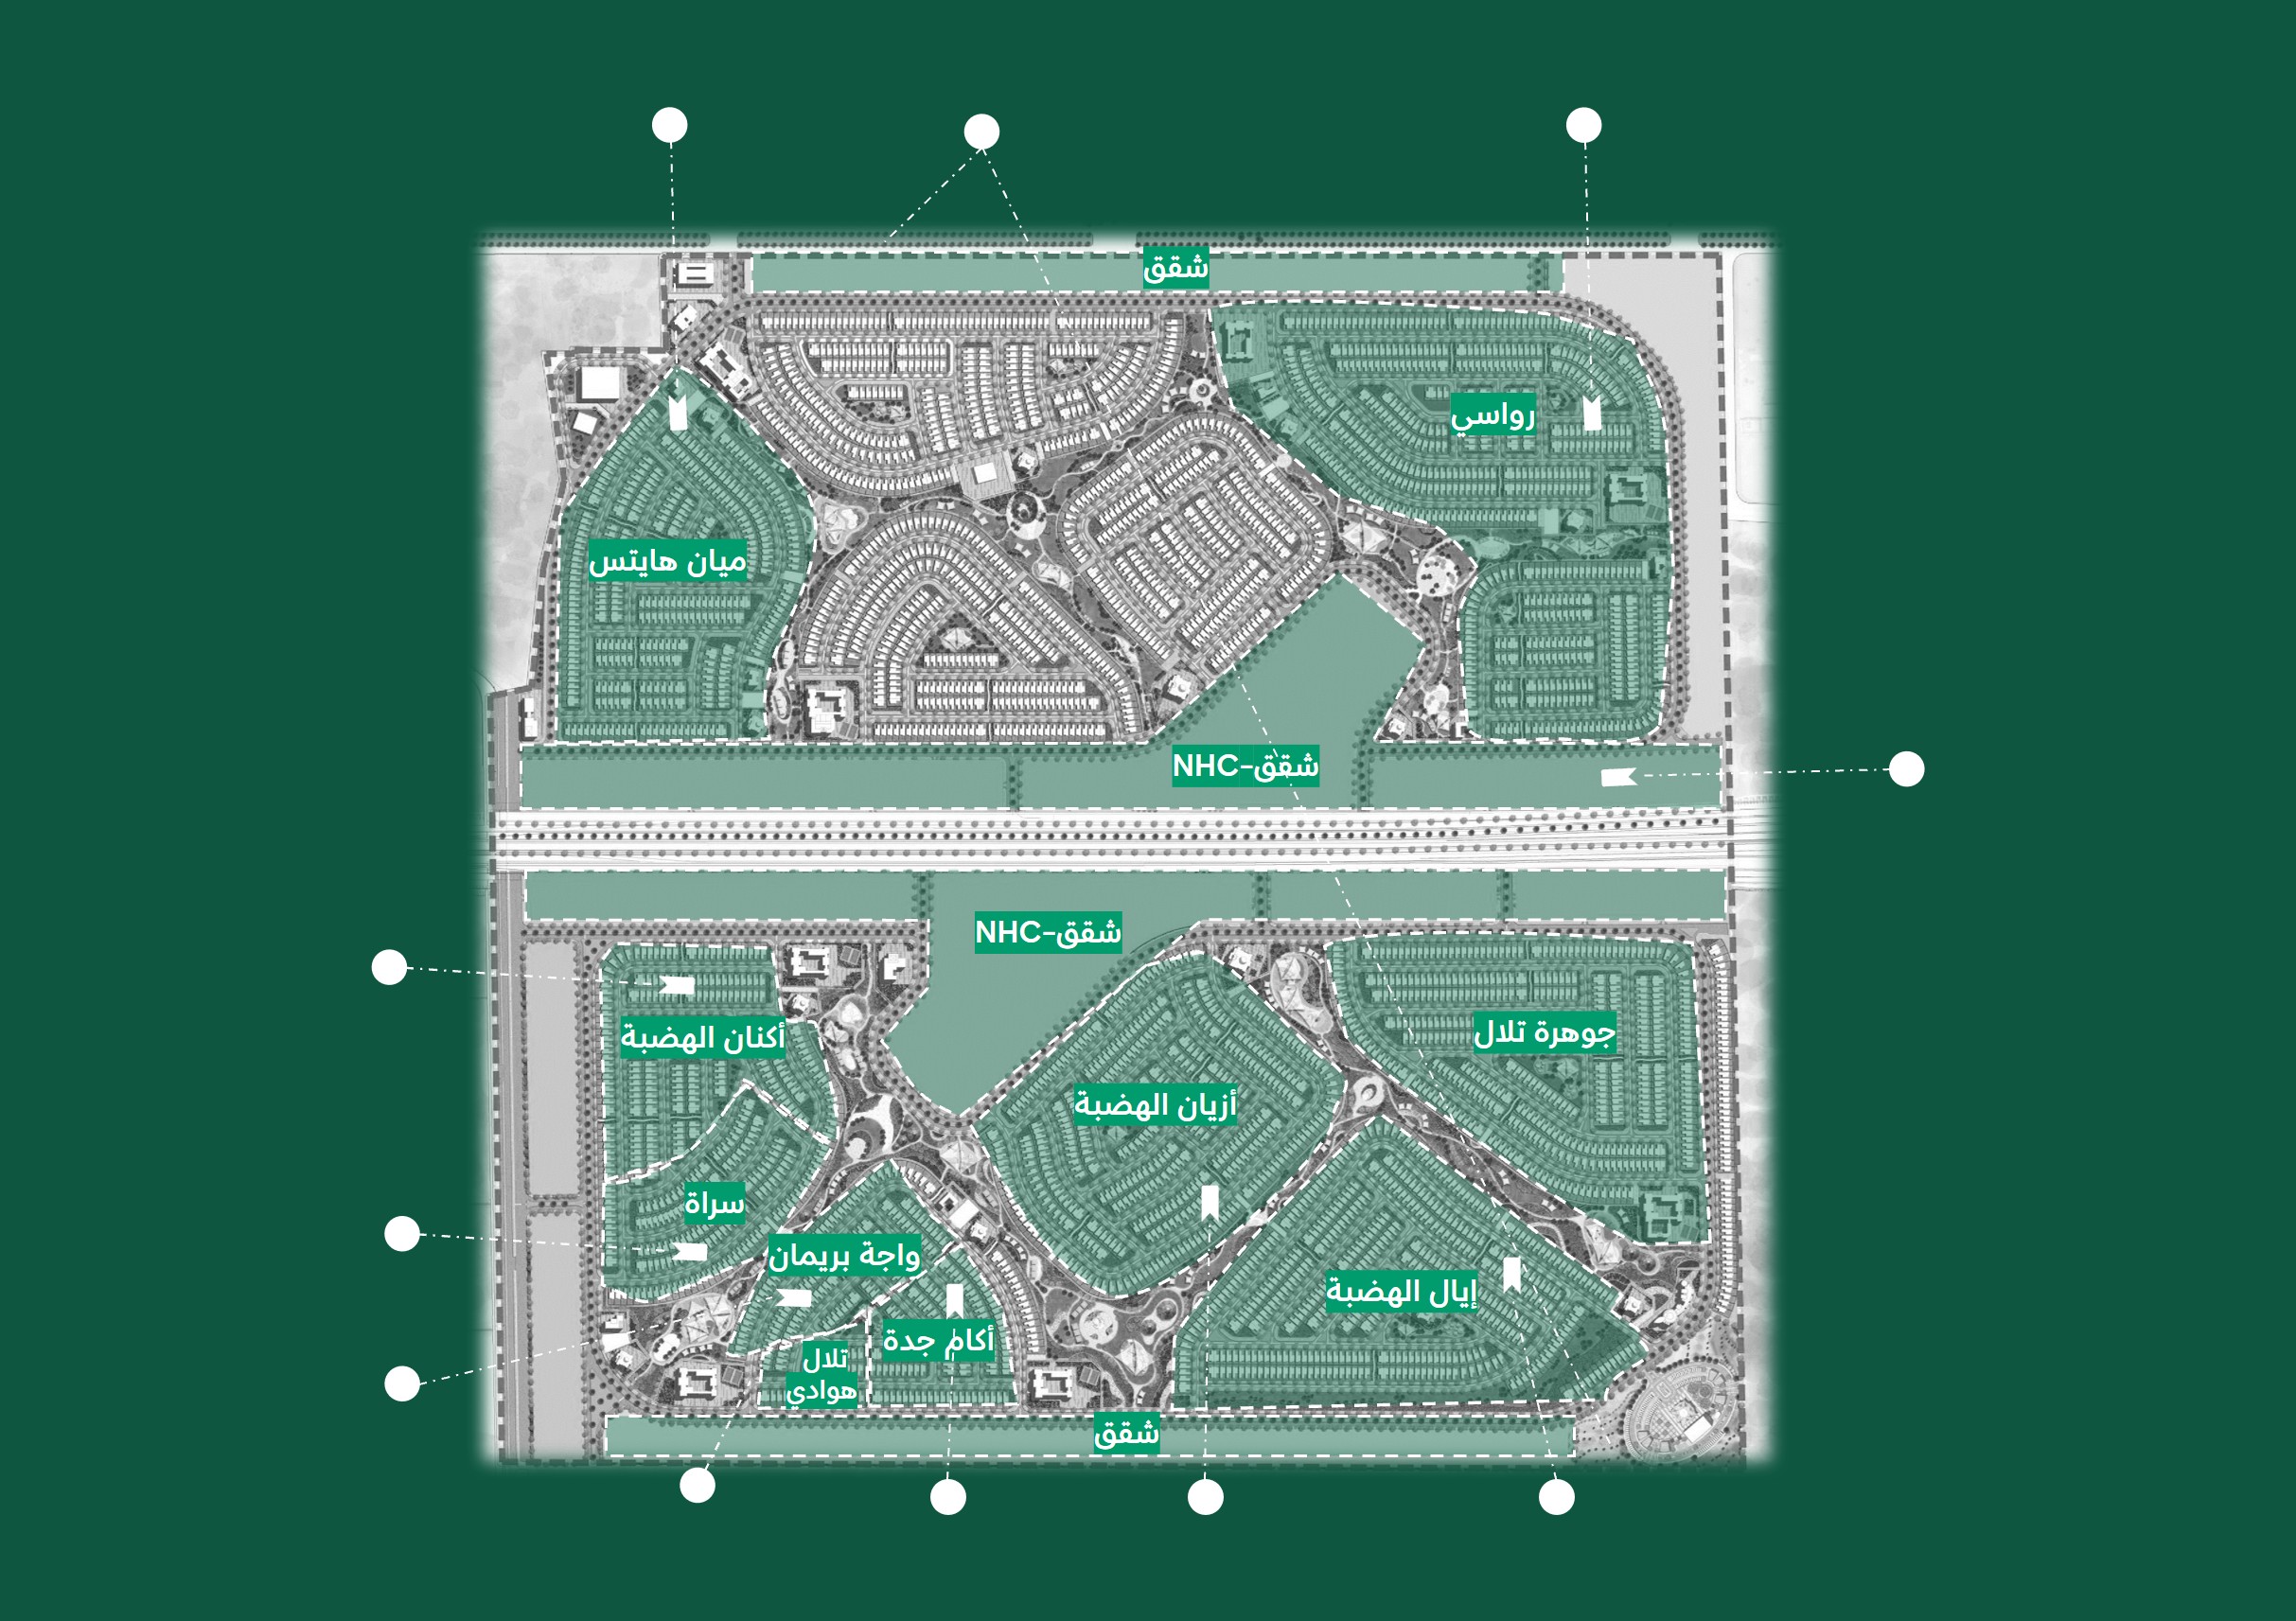 شقق
رواسي
ميان هايتس
شقق-NHC
شقق-NHC
جوهرة تلال
أكنان الهضبة
أزيان الهضبة
سراة
واجة بريمان
إيال الهضبة
أكام جدة
تلال
هوادي
شقق